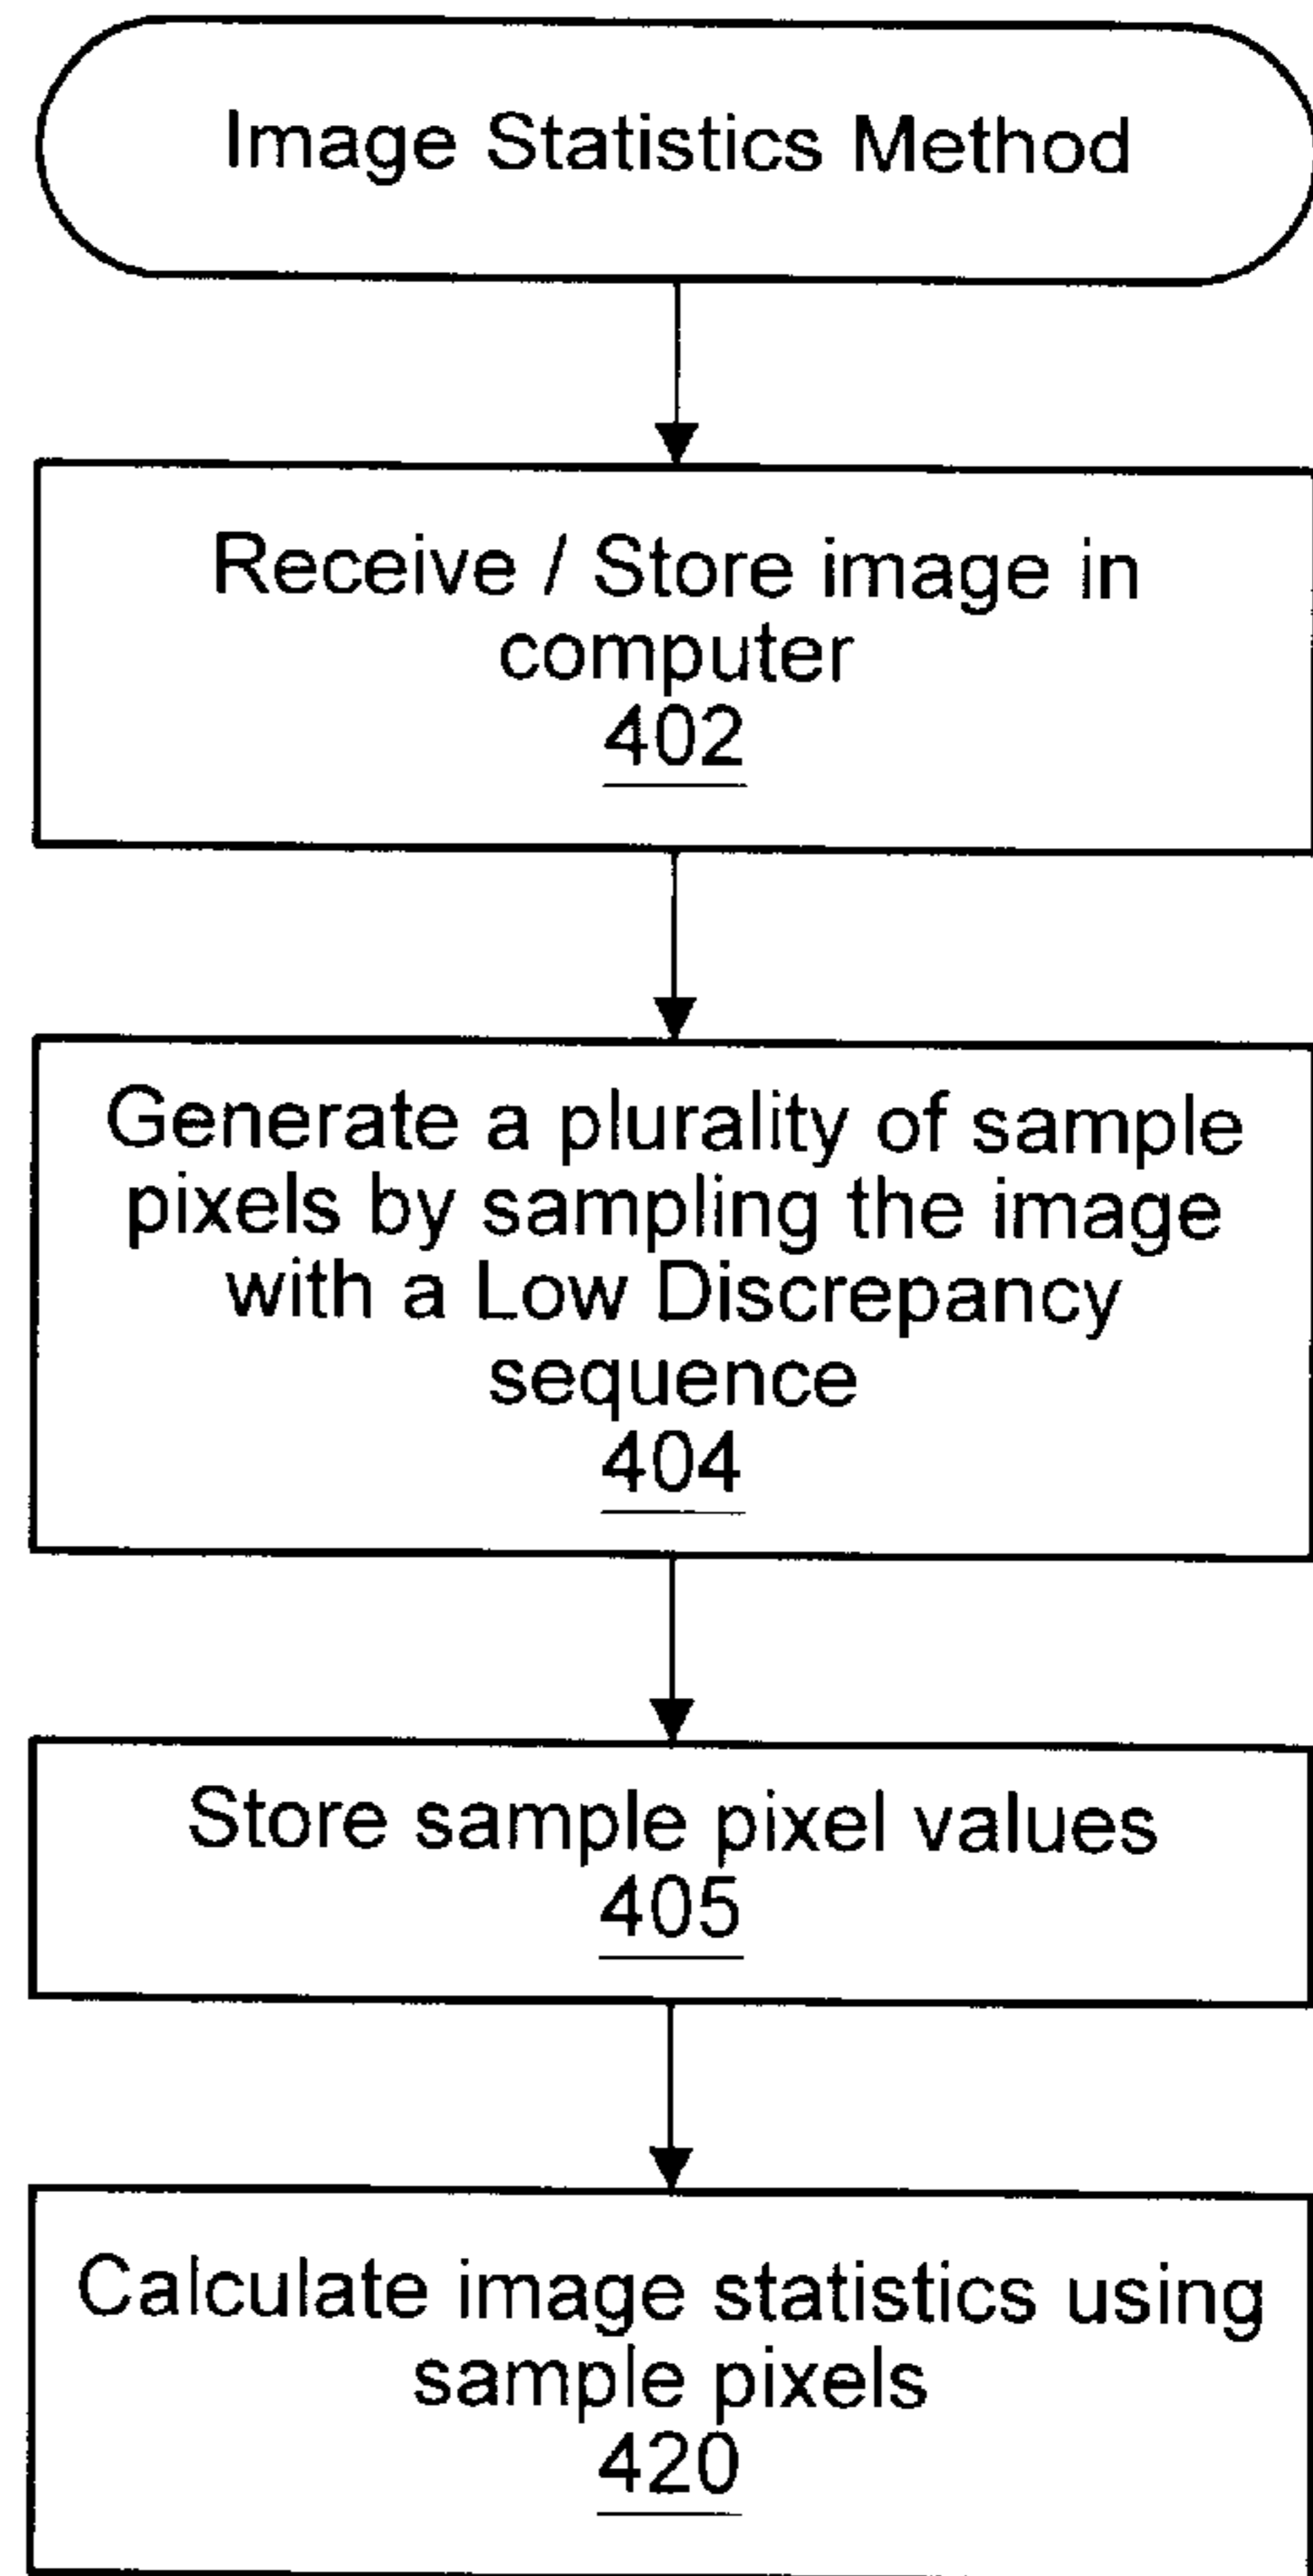 Image Statistics Method
Receive / Store image in
computer
402
Generate a plurality of sample
pixels by sampling the image
with a Low Discrepancy
sequence
404
Store sample pixel values
405
Calculate image statistics using
sample pixels
420